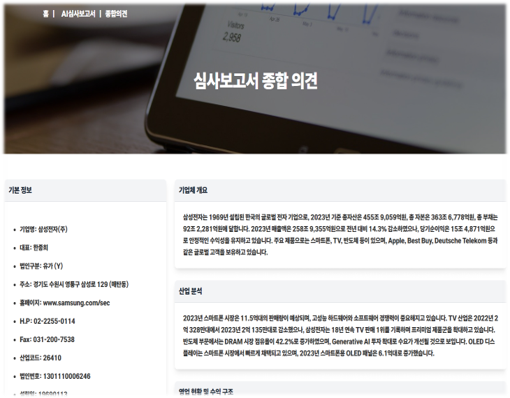 홈 | AI심사보고서 | 종합의견
Visitors
2,958
심사보고서 종합 의견
기본 정보
기업명: 삼성전자(주)
대표: 한종희
법인구분: 유가 (Y)
주소: 경기도 수원시 영통구 삼성로 129 (매탄동)
홈페이지: www.samsung.com/sec
H.P: 02-2255-0114
Fax: 031-200-7538
산업코드: 26410
법인번호: 1301110006246
기업체 개요
삼성전자는 1969년 설립된 한국의 글로벌 전자 기업으로, 2023년 기준 총자산은 455조 9,059억원, 총 자본은 363조 6,778억원, 총 부채는
92조 2,281억원에 달합니다. 2023년 매출액은 258조 9,355억원으로 전년 대비 14.3% 감소하였으나, 당기순이익은 15조 4,871억원으
로 안정적인 수익성을 유지하고 있습니다. 주요 제품으로는 스마트폰, TV, 반도체 등이 있으며, Apple, Best Buy, Deutsche Telekom 등과
같은 글로벌 고객을 보유하고 있습니다.
산업 분석
2023년 스마트폰 시장은 11.5억대의 판매량이 예상되며, 고성능 하드웨어와 소프트웨어 경쟁력이 중요해지고 있습니다. TV 산업은 2022년 2
억 328만대에서 2023년 2억 135만대로 감소했으나, 삼성전자는 18년 연속 TV 판매 1위를 기록하며 프리미엄 제품군을 확대하고 있습니다.
반도체 부문에서는 DRAM 시장 점유율이 42.2%로 증가하였으며, Generative AI 투자 확대로 수요가 개선될 것으로 보입니다. OLED 디스
플레이는 스마트폰 시장에서 빠르게 채택되고 있으며, 2023년 스마트폰용 OLED 패널은 6.1억대로 증가했습니다.
영업 현황 및 수익 구조